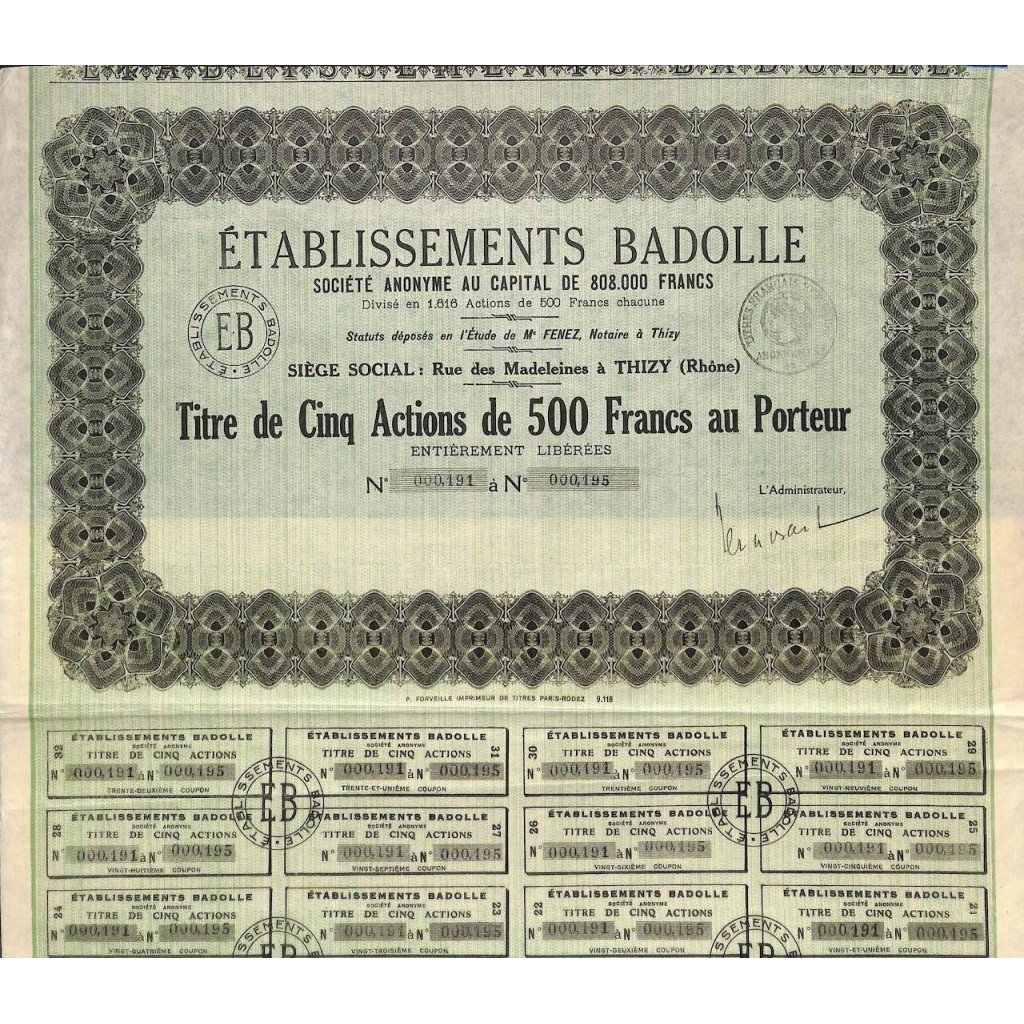 ÉTABLISSEMENTS BADOLLE
ÉTABLISSEMENTS BADOLLE
SOCIÉTÉ ANONYME AU CAPITAL DE 808.000 FRANCS
Divisé en 1.616 Actions de 500 Francs chacune
Statuts déposés en l'Étude de Me FENEZ, Notaire à Thizy
ÉTABLISSEMENTS BADOLLE
EB
SIÈGE SOCIAL : Rue des Madeleines à THIZY (Rhône)
Titre de Cinq Actions de 500 Francs au Porteur
ENTIÈREMENT LIBÉRÉES
N° 000,191 à N° 000,195
L'Administrateur,
P. FORVEILLE IMPRIMEUR DE TITRES PARIS-RODEZ 9.118
32 ÉTABLISSEMENTS BADOLLE
SOCIÉTÉ ANONYME
TITRE DE CINQ ACTIONS
N° 000,191 à N° 000,195
TRENTE-DEUXIÈME COUPON
31 ÉTABLISSEMENTS BADOLLE
SOCIÉTÉ ANONYME
TITRE DE CINQ ACTIONS
N° 000,191 à N° 000,195
TRENTE-ET-UNIÈME COUPON
30 ÉTABLISSEMENTS BADOLLE
SOCIÉTÉ ANONYME
TITRE DE CINQ ACTIONS
N° 000,191 à N° 000,195
TRENTIÈME COUPON
29 ÉTABLISSEMENTS BADOLLE
SOCIÉTÉ ANONYME
TITRE DE CINQ ACTIONS
N° 000,191 à N° 000,195
VINGT-NEUVIÈME COUPON
ÉTABLISSEMENTS BADOLLE
EB
ÉTABLISSEMENTS BADOLLE
EB
28 ÉTABLISSEMENTS BADOLLE
SOCIÉTÉ ANONYME
TITRE DE CINQ ACTIONS
N° 000,191 à N° 000,195
VINGT-HUITIÈME COUPON
27 ÉTABLISSEMENTS BADOLLE
SOCIÉTÉ ANONYME
TITRE DE CINQ ACTIONS
N° 000,191 à N° 000,195
VINGT-SEPTIÈME COUPON
26 ÉTABLISSEMENTS BADOLLE
SOCIÉTÉ ANONYME
TITRE DE CINQ ACTIONS
N° 000,191 à N° 000,195
VINGT-SIXIÈME COUPON
25 ÉTABLISSEMENTS BADOLLE
SOCIÉTÉ ANONYME
TITRE DE CINQ ACTIONS
N° 000,191 à N° 000,195
VINGT-CINQUIÈME COUPON
24 ÉTABLISSEMENTS BADOLLE
SOCIÉTÉ ANONYME
TITRE DE CINQ ACTIONS
N° 000,191 à N° 000,195
VINGT-QUATRIÈME COUPON
23 ÉTABLISSEMENTS BADOLLE
SOCIÉTÉ ANONYME
TITRE DE CINQ ACTIONS
N° 000,191 à N° 000,195
VINGT-TROISIÈME COUPON
22 ÉTABLISSEMENTS BADOLLE
SOCIÉTÉ ANONYME
TITRE DE CINQ ACTIONS
N° 000,191 à N° 000,195
VINGT-DEUXIÈME COUPON
21 ÉTABLISSEMENTS BADOLLE
SOCIÉTÉ ANONYME
TITRE DE CINQ ACTIONS
N° 000,191 à N° 000,195
VINGT-ET-UNIÈME COUPON
EB
EB